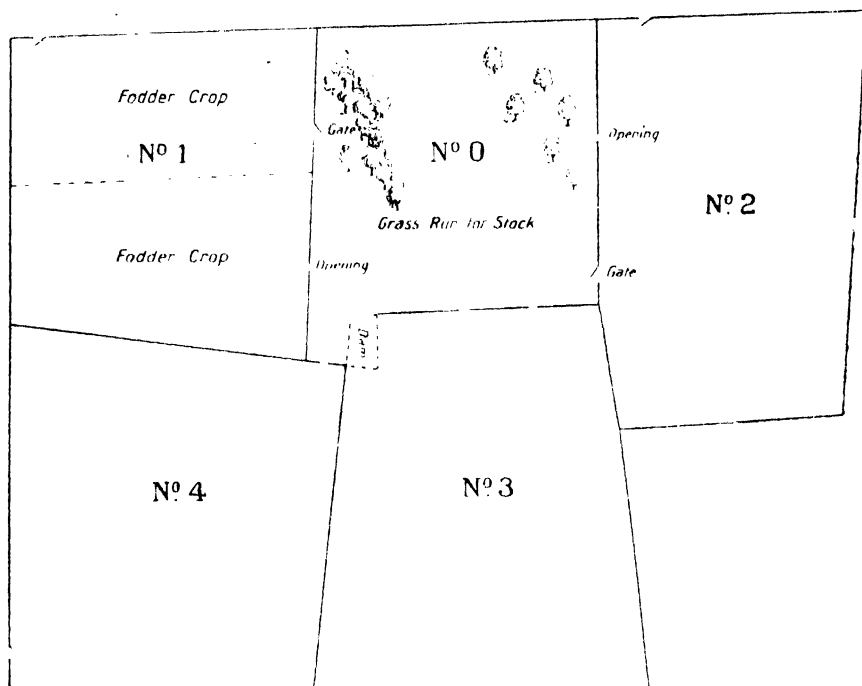 Fodder Crop
Nº 1
Gate
Nº 0
Opening
Nº 2
Grass Run for Stock
Fodder Crop
Opening
Gate
Dam
Nº 4
Nº 3